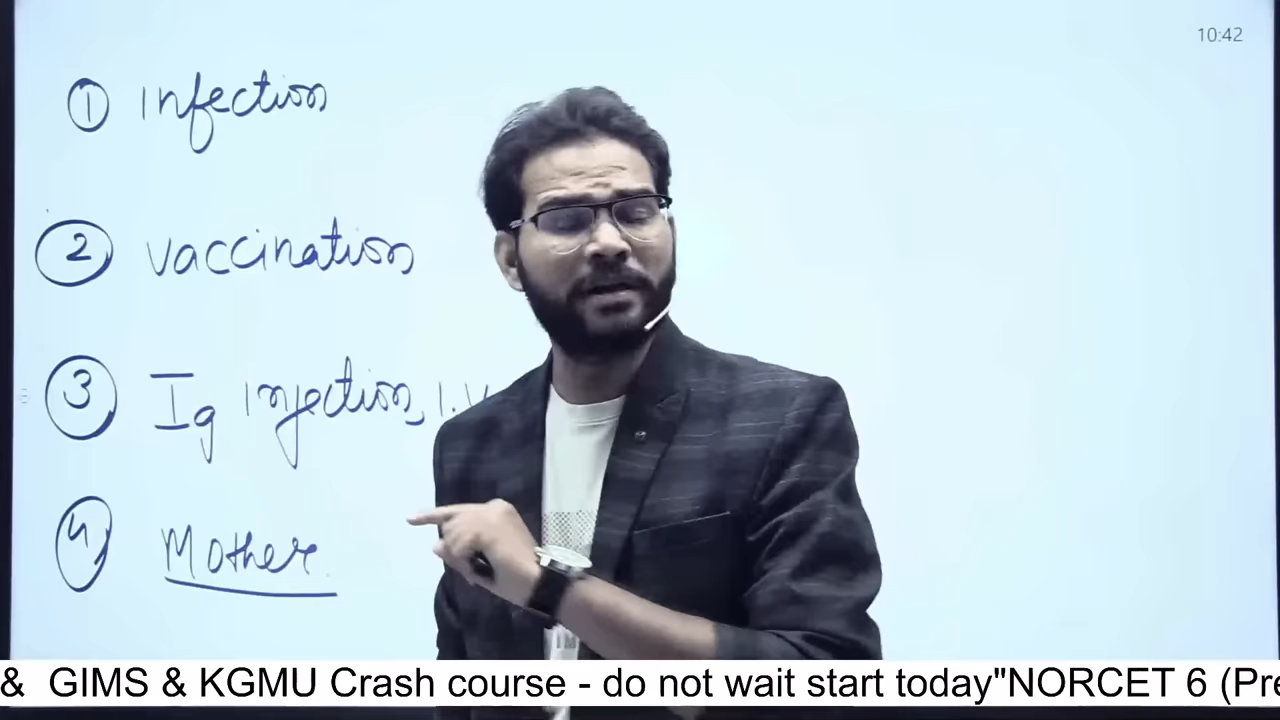 10:42
① Infection
② vaccination
③ Ig Injection, I.V
④ Mother
& GIMS & KGMU Crash course - do not wait start today"NORCET 6 (Pre